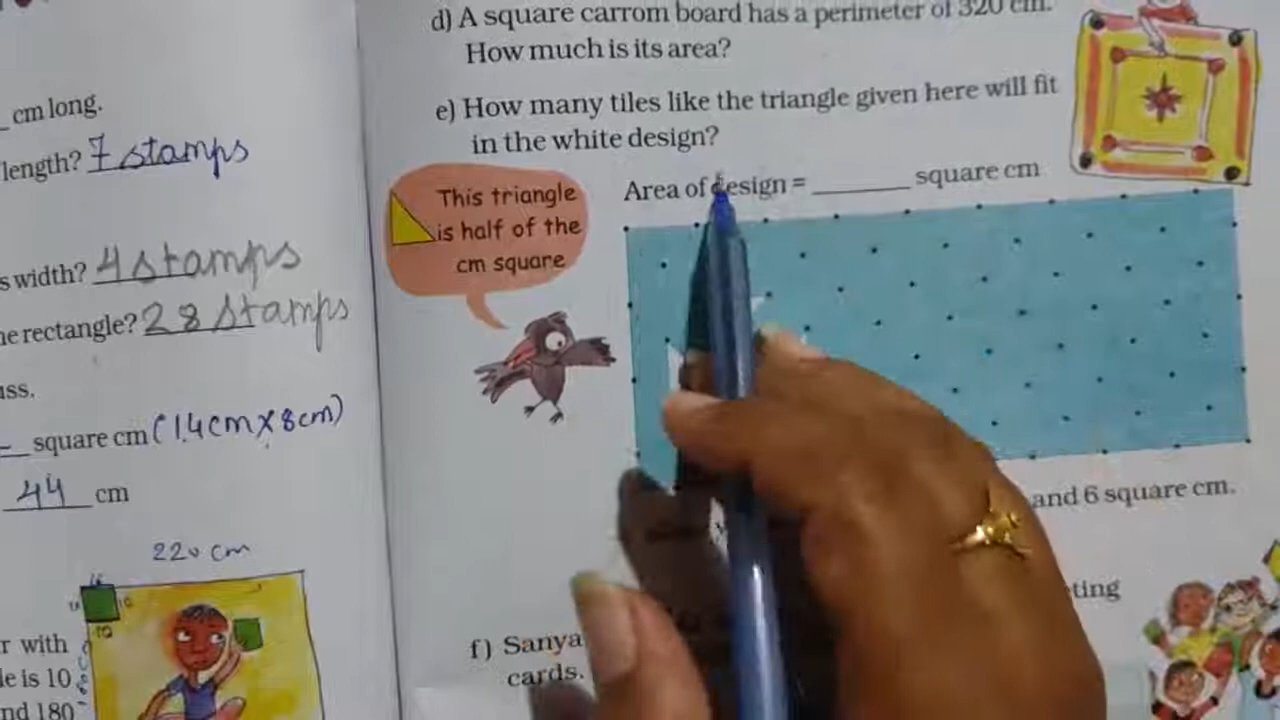 cm long.
length? 7 stamps
s width? 4 stamps
he rectangle? 28 stamps
ass.
square cm (14cm x 8cm)
44 cm
220 cm
10
r with
le is 10
nd 180
d) A square carrom board has a perimeter of 320 cm.
How much is its area?
e) How many tiles like the triangle given here will fit
in the white design?
This triangle
is half of the
cm square
Area of design = ______ square cm
and 6 square cm.
ting
f) Sanya
cards.